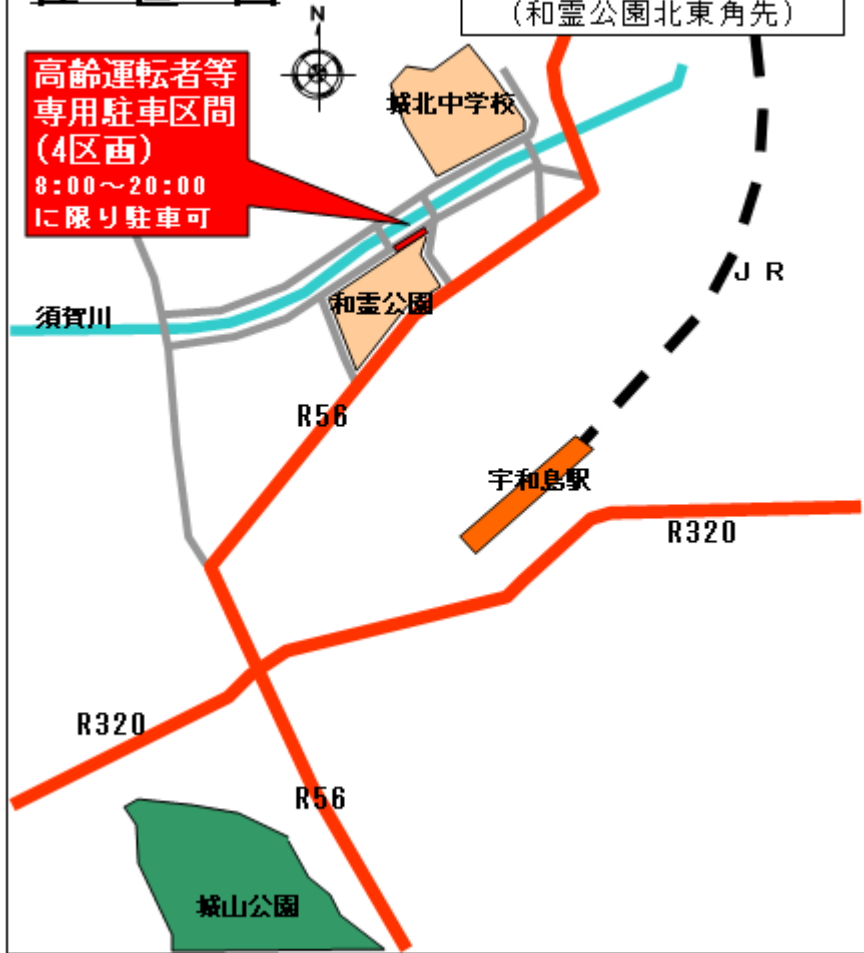 (和霊公園北東角先)
N
高齢運転者等
専用駐車区間
(4区画)
8:00～20:00
に限り駐車可
城北中学校
JR
須賀川
和霊公園
R56
宇和島駅
R320
R320
R56
城山公園